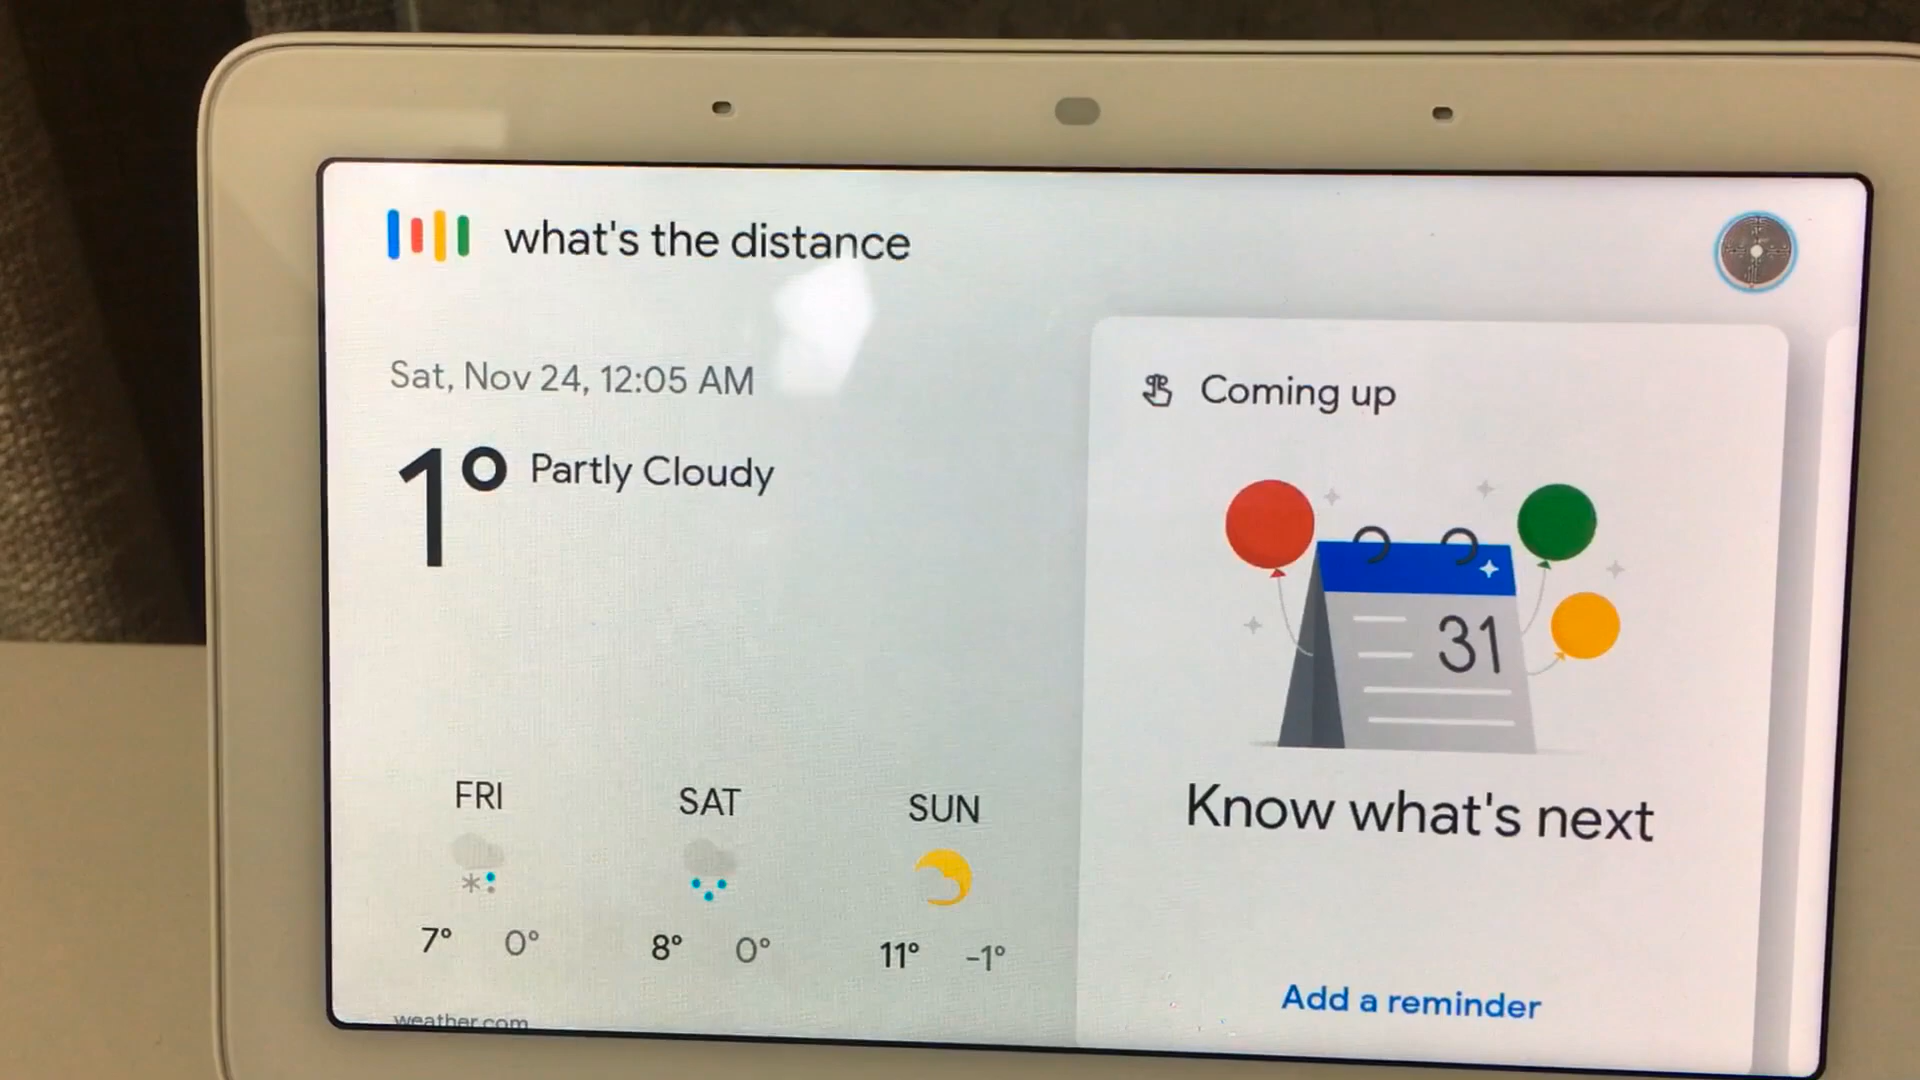 what's the distance
Sat, Nov 24, 12:05 AM
1° Partly Cloudy
FRI
SAT
SUN
7° 0°
8° 0°
11° -1°
weather.com
Coming up
31
Know what's next
Add a reminder